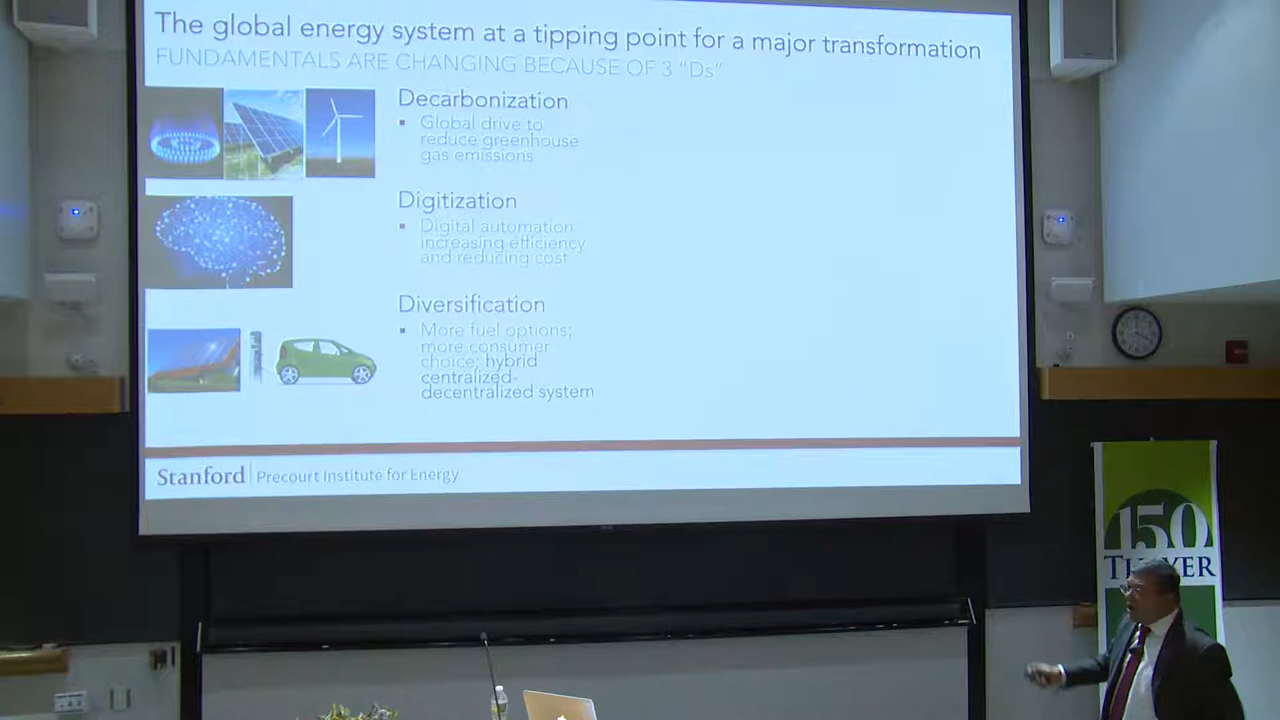 The global energy system at a tipping point for a major transformation
FUNDAMENTALS ARE CHANGING BECAUSE OF 3 "Ds"
Decarbonization
▪ Global drive to
reduce greenhouse
gas emissions
Digitization
▪ Digital automation
increasing efficiency
and reducing cost
Diversification
▪ More fuel options;
more consumer
choice; hybrid
centralized-
decentralized system
Stanford | Precourt Institute for Energy
150